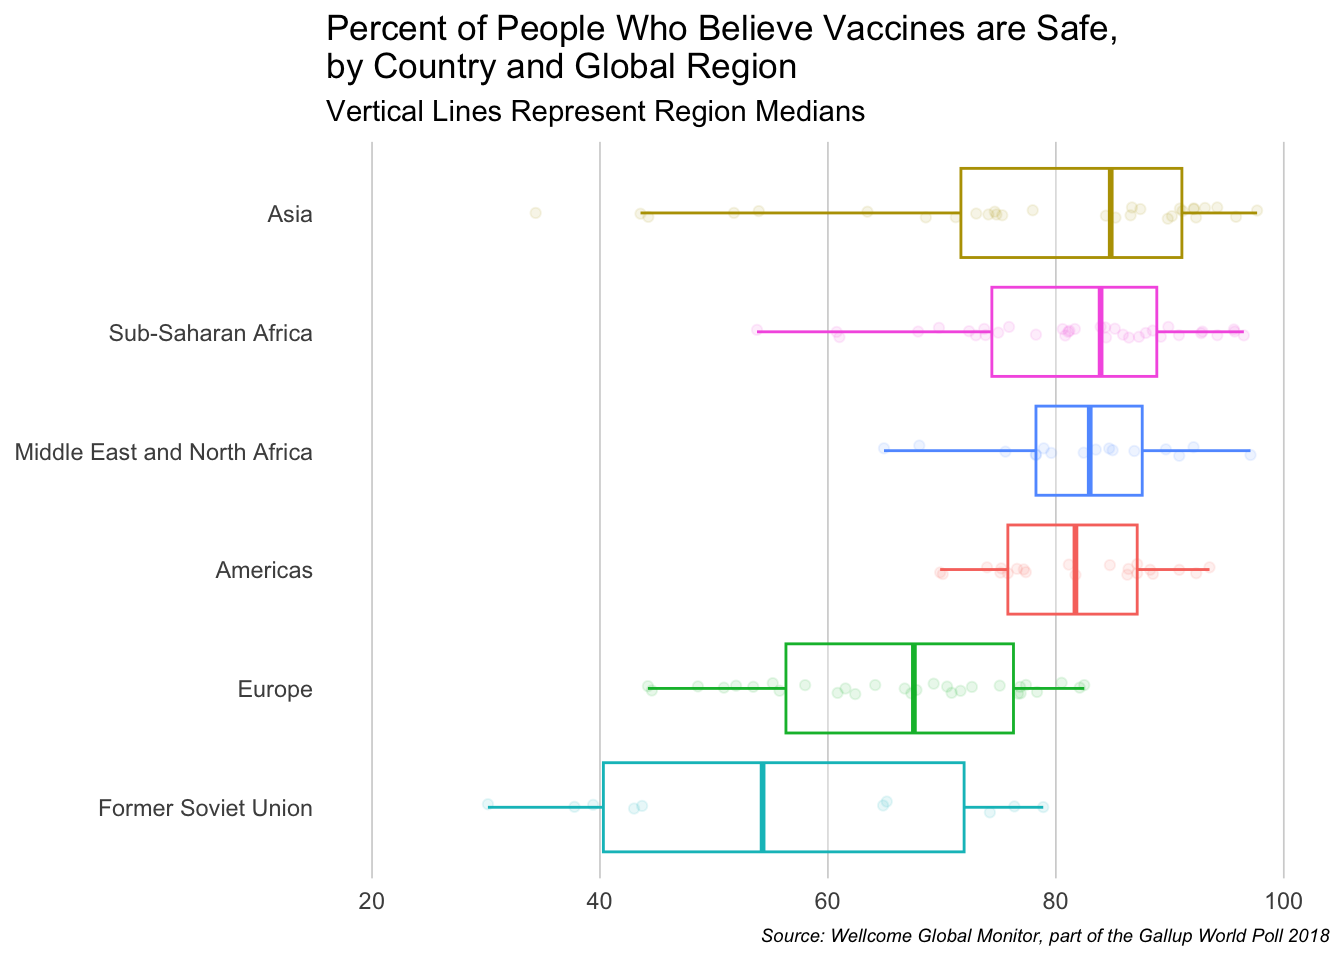 Percent of People Who Believe Vaccines are Safe,
by Country and Global Region
Vertical Lines Represent Region Medians
Asia
Sub-Saharan Africa
Middle East and North Africa
Americas
Europe
Former Soviet Union
20 40 60 80 100
Source: Wellcome Global Monitor, part of the Gallup World Poll 2018